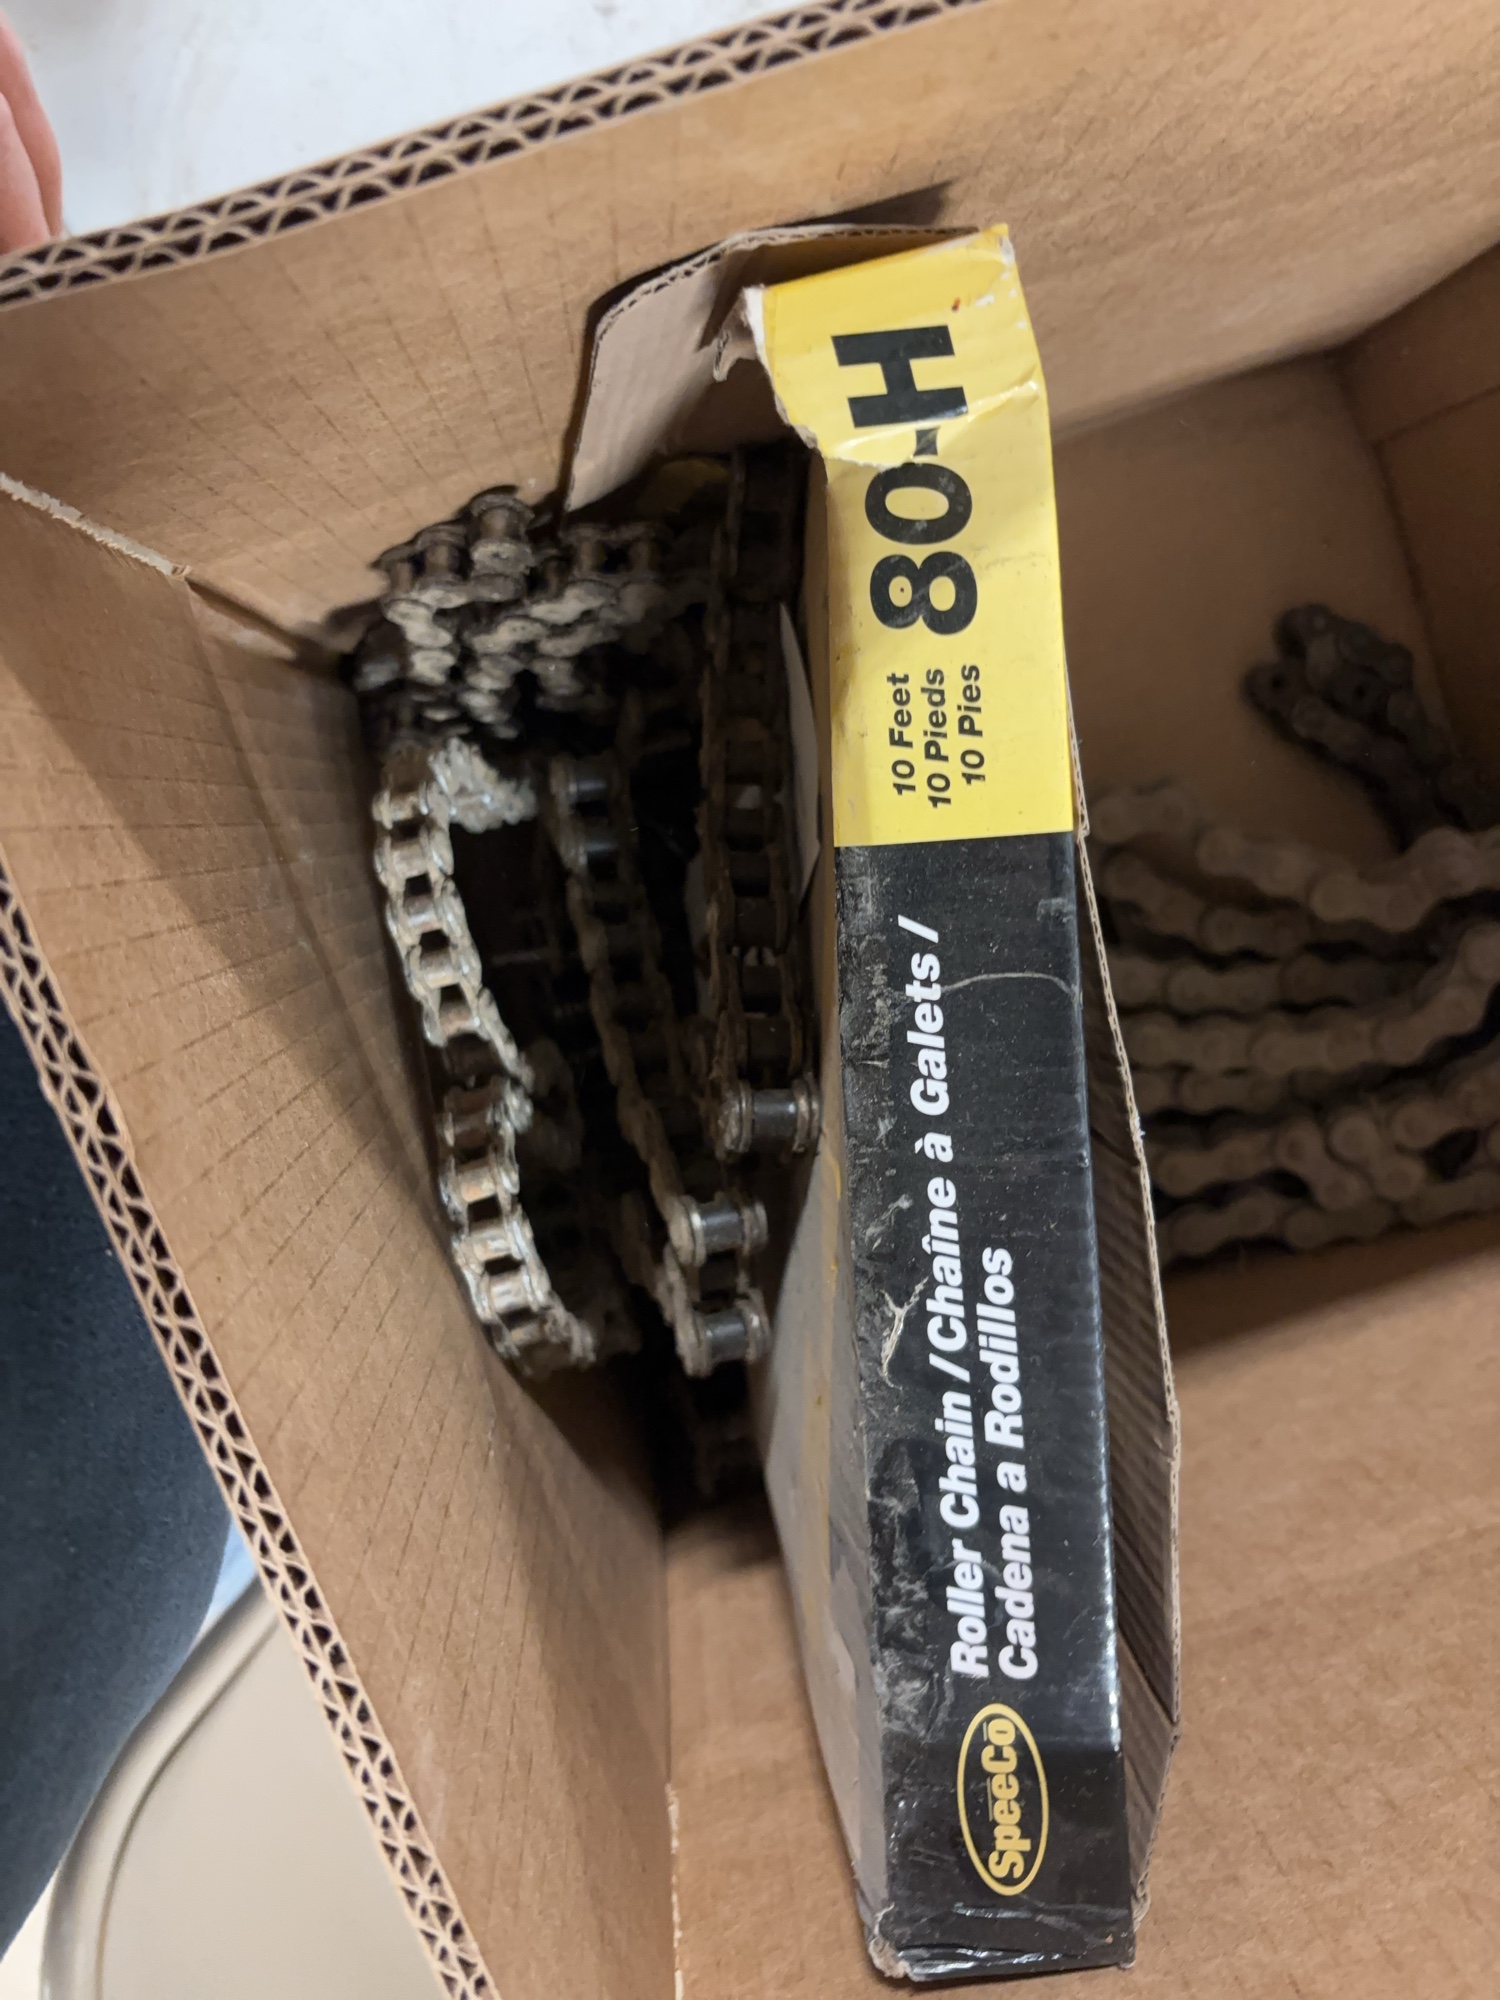 SpeeCo
Roller Chain / Chaîne à Galets /
Cadena a Rodillos
10 Feet
10 Pieds
10 Pies
80-H